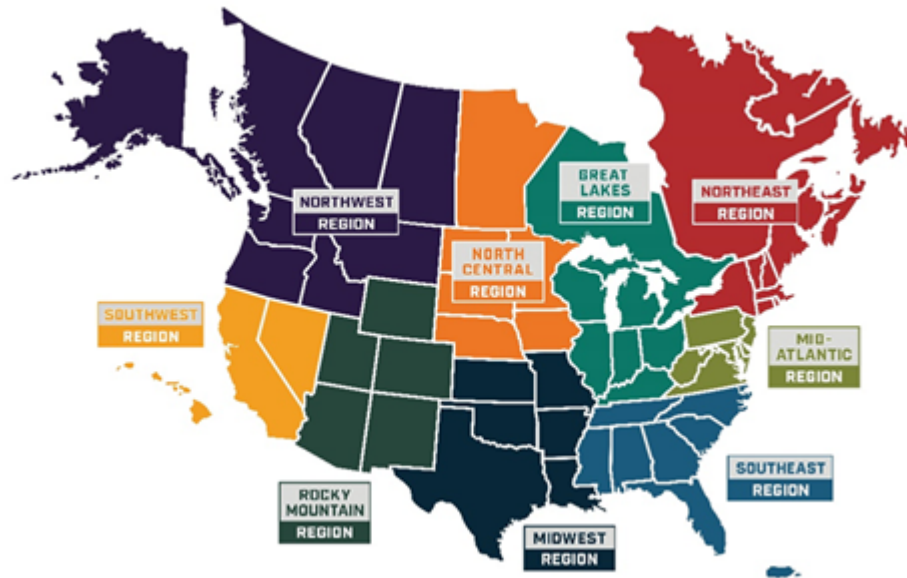 GREAT
LAKES
REGION
NORTHEAST
REGION
NORTHWEST
REGION
NORTH
CENTRAL
REGION
SOUTHWEST
REGION
MID-
ATLANTIC
REGION
SOUTHEAST
REGION
ROCKY
MOUNTAIN
REGION
MIDWEST
REGION